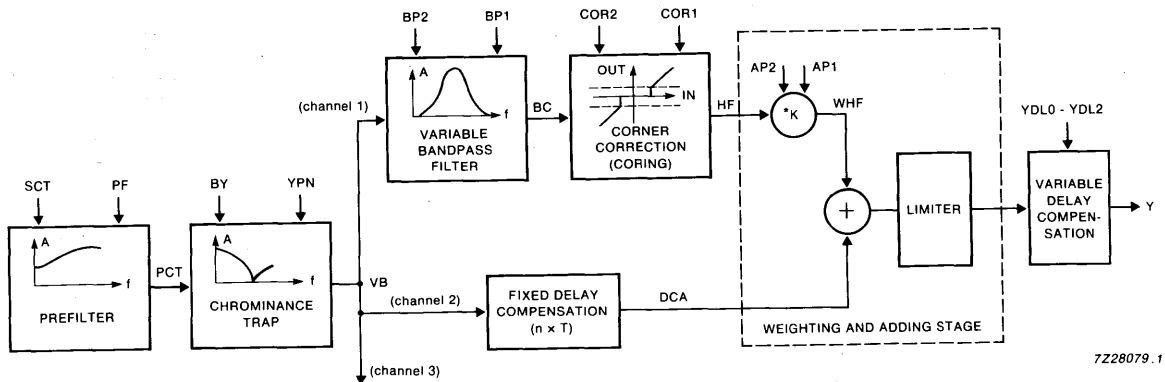 BP2
BP1
COR2
COR1
A
f
(channel 1)
VARIABLE
BANDPASS
FILTER
BC
OUT
IN
CORNER
CORRECTION
(CORING)
HF
AP2
AP1
*K
WHF
YDL0 - YDL2
SCT
PF
BY
YPN
A
f
PREFILTER
PCT
A
f
CHROMINANCE
TRAP
VB
(channel 2)
(channel 3)
FIXED DELAY
COMPENSATION
(n × T)
DCA
+
LIMITER
WEIGHTING AND ADDING STAGE
VARIABLE
DELAY
COMPEN-
SATION
Y
7Z28079.1